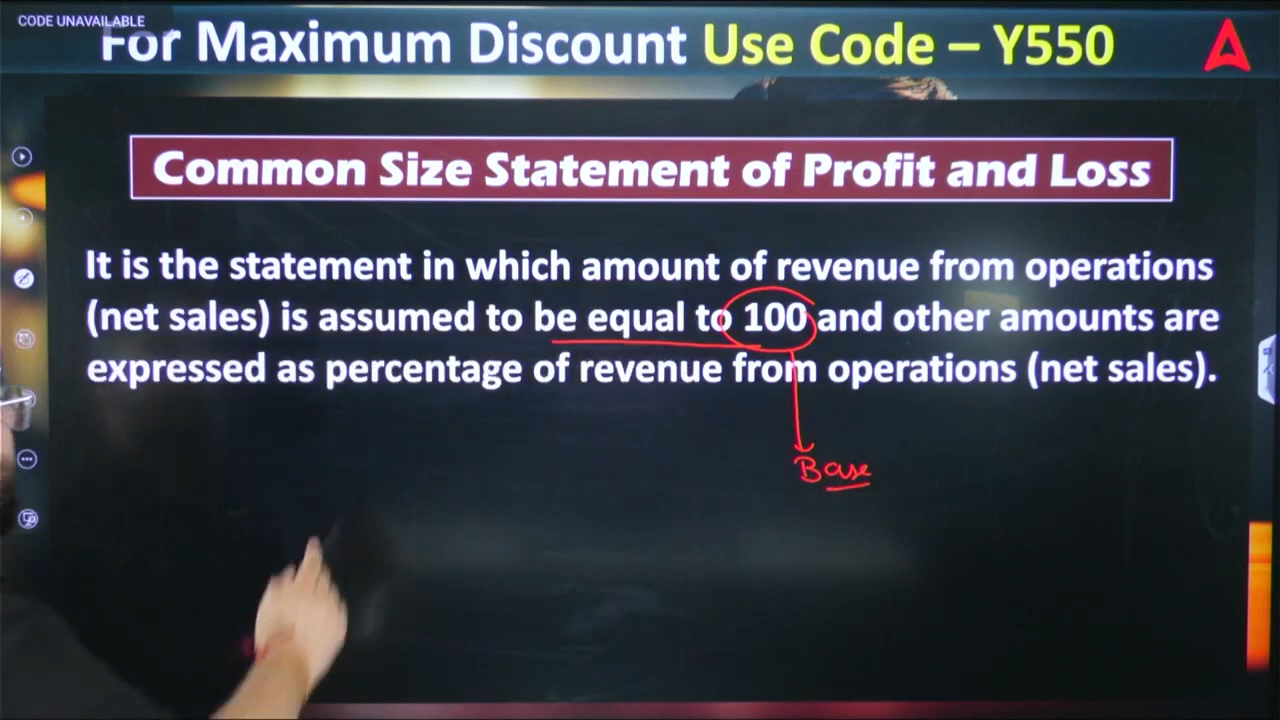 CODE UNAVAILABLE
For Maximum Discount Use Code – Y550
Common Size Statement of Profit and Loss
It is the statement in which amount of revenue from operations
(net sales) is assumed to be equal to 100 and other amounts are
expressed as percentage of revenue from operations (net sales).
Base